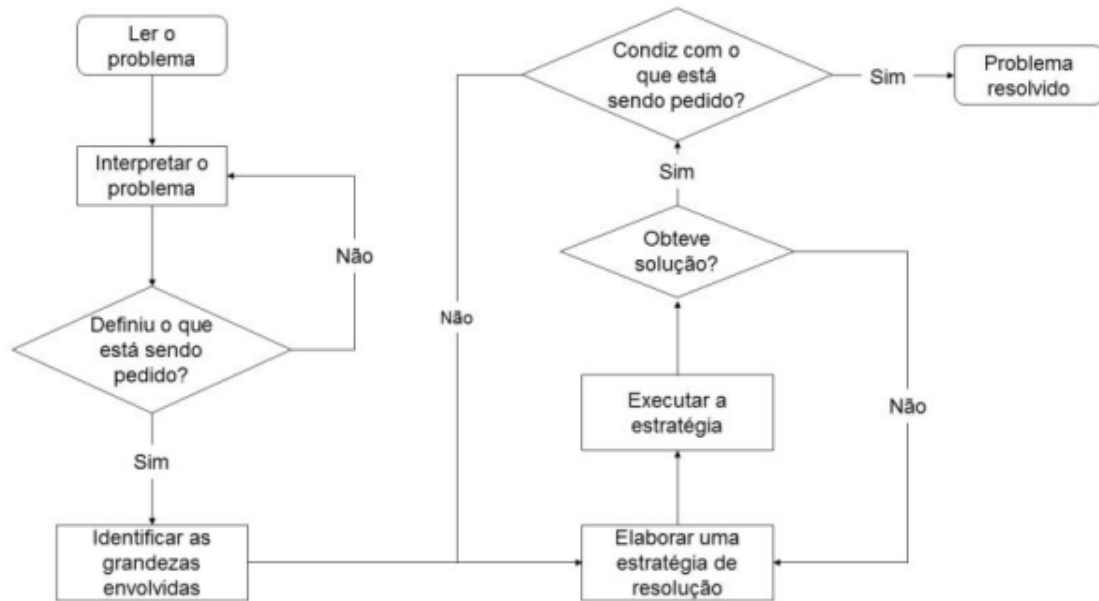 Ler o
problema
Interpretar o
problema
Não
Definiu o que
está sendo
pedido?
Sim
Identificar as
grandezas
envolvidas
Elaborar uma
estratégia de
resolução
Executar a
estratégia
Obteve
solução?
Não
Sim
Condiz com o
que está
sendo pedido?
Não
Sim
Problema
resolvido